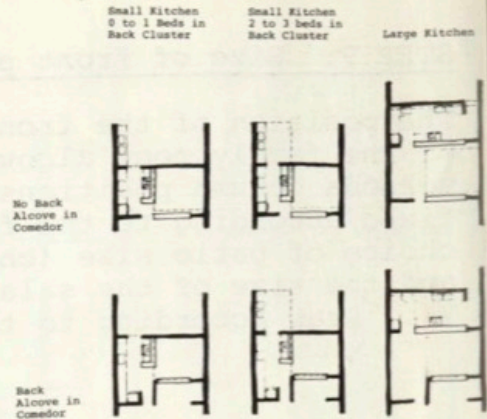 Small Kitchen
0 to 1 Beds in
Back Cluster
Small Kitchen
2 to 3 beds in
Back Cluster
Large Kitchen
No Back
Alcove in
Comedor
Back
Alcove in
Comedor